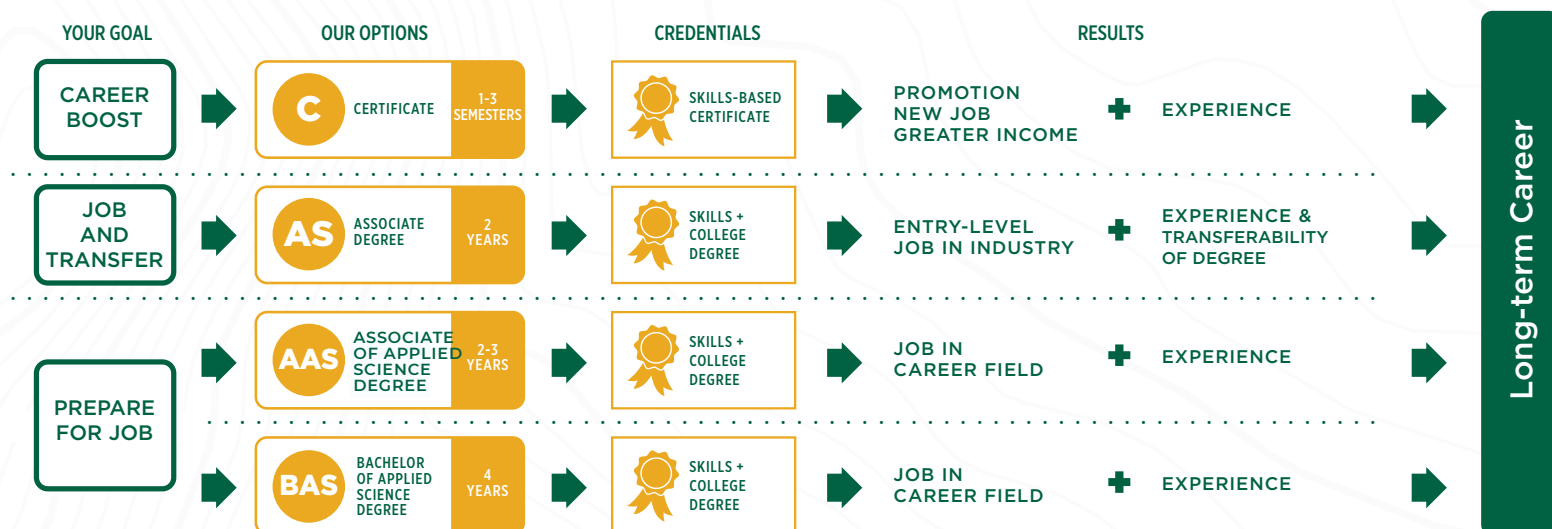 YOUR GOAL
OUR OPTIONS
CREDENTIALS
RESULTS
CAREER
BOOST
C
CERTIFICATE
1-3
SEMESTERS
SKILLS-BASED
CERTIFICATE
PROMOTION
NEW JOB
GREATER INCOME
EXPERIENCE
JOB
AND
TRANSFER
AS
ASSOCIATE
DEGREE
2
YEARS
SKILLS +
COLLEGE
DEGREE
ENTRY-LEVEL
JOB IN INDUSTRY
EXPERIENCE &
TRANSFERABILITY
OF DEGREE
PREPARE
FOR JOB
AAS
ASSOCIATE
OF APPLIED
SCIENCE
DEGREE
2-3
YEARS
SKILLS +
COLLEGE
DEGREE
JOB IN
CAREER FIELD
EXPERIENCE
BAS
BACHELOR
OF APPLIED
SCIENCE
DEGREE
4
YEARS
SKILLS +
COLLEGE
DEGREE
JOB IN
CAREER FIELD
EXPERIENCE
Long-term Career